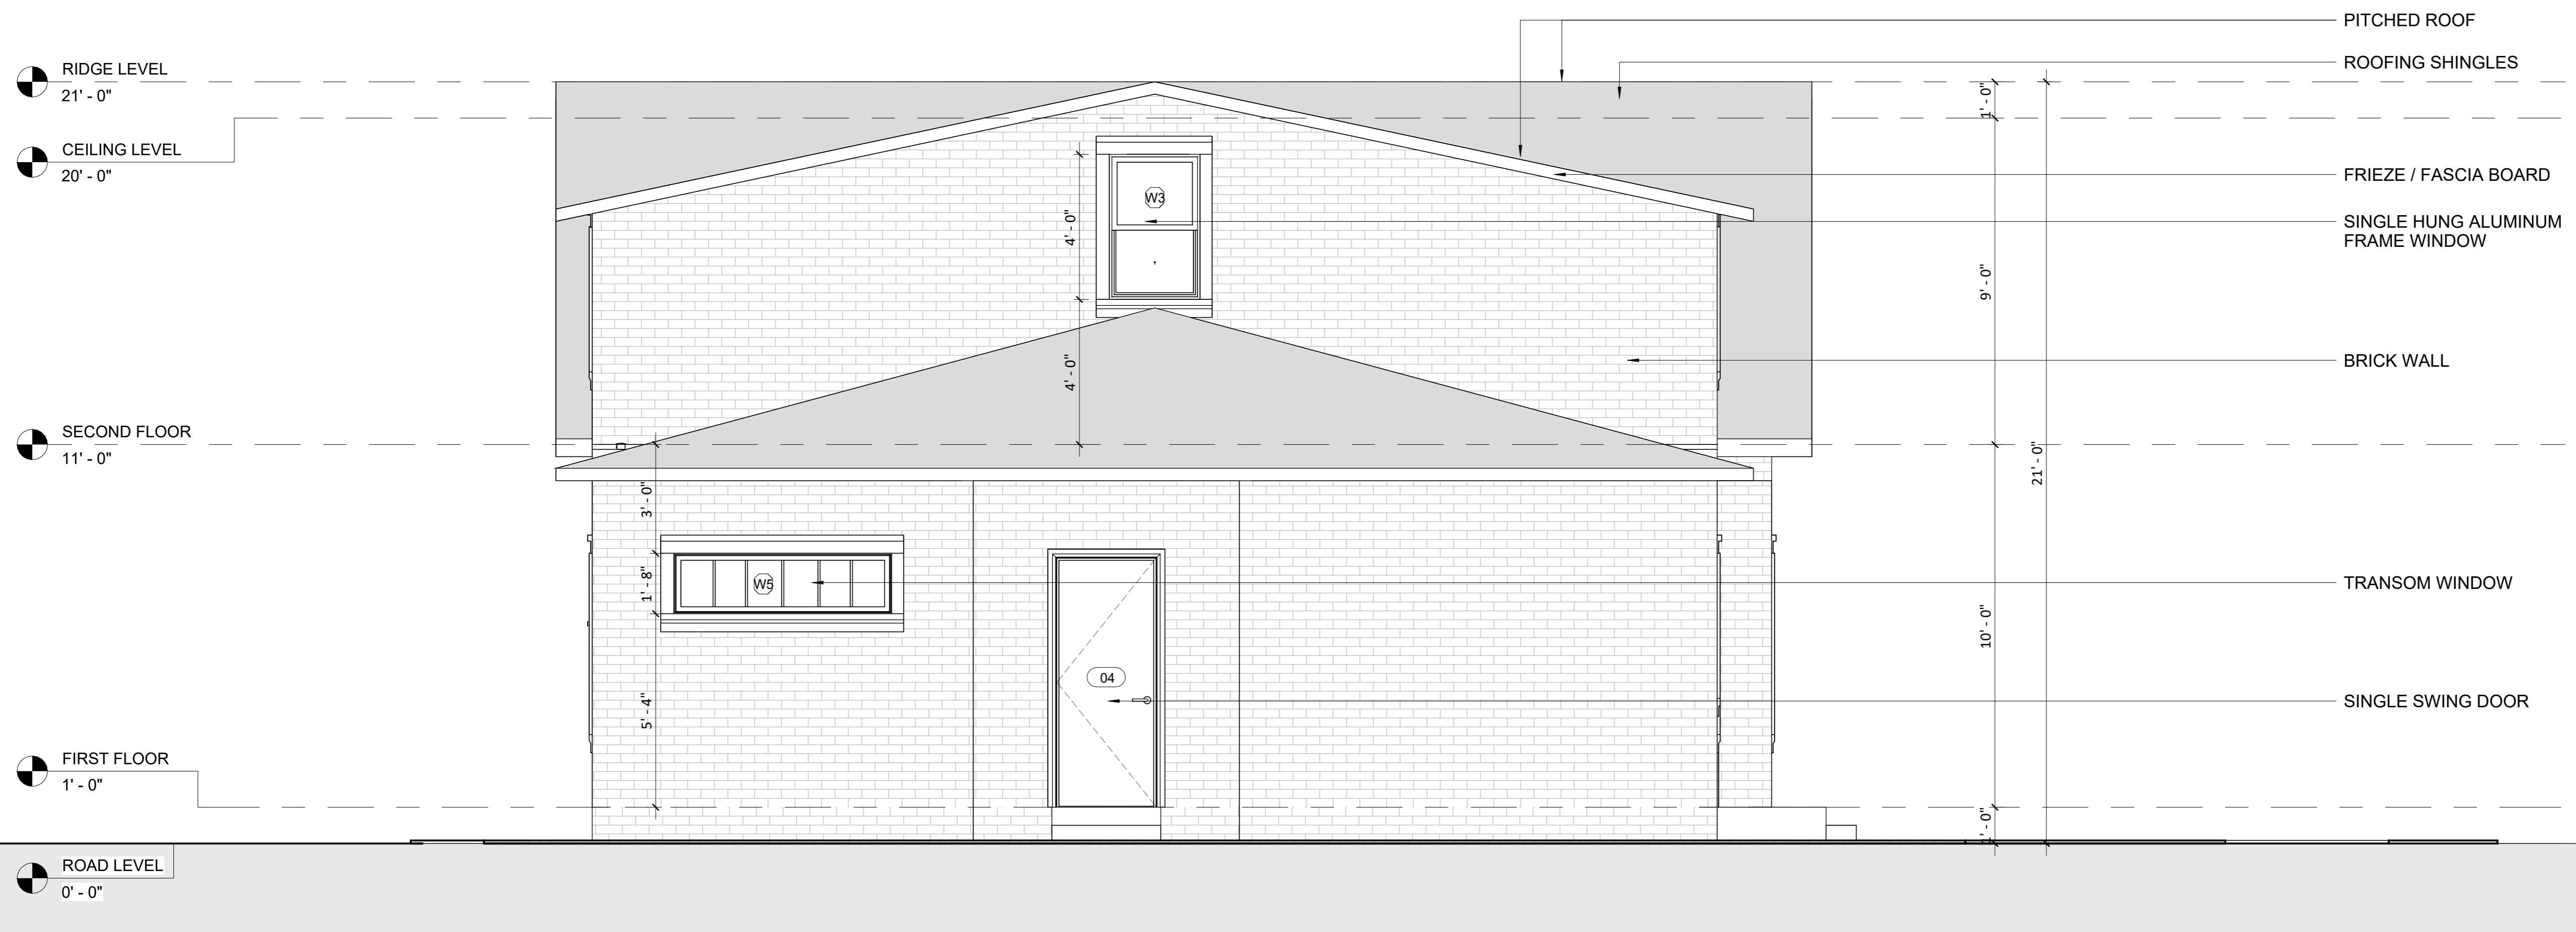 PITCHED ROOF
RIDGE LEVEL
21' - 0"
ROOFING SHINGLES
1' - 0"
CEILING LEVEL
20' - 0"
FRIEZE / FASCIA BOARD
W3
SINGLE HUNG ALUMINUM
FRAME WINDOW
4' - 0"
9' - 0"
BRICK WALL
4' - 0"
SECOND FLOOR
11' - 0"
21' - 0"
3' - 0"
1' - 8"
W5
TRANSOM WINDOW
10' - 0"
04
5' - 4"
SINGLE SWING DOOR
FIRST FLOOR
1' - 0"
1' - 0"
ROAD LEVEL
0' - 0"